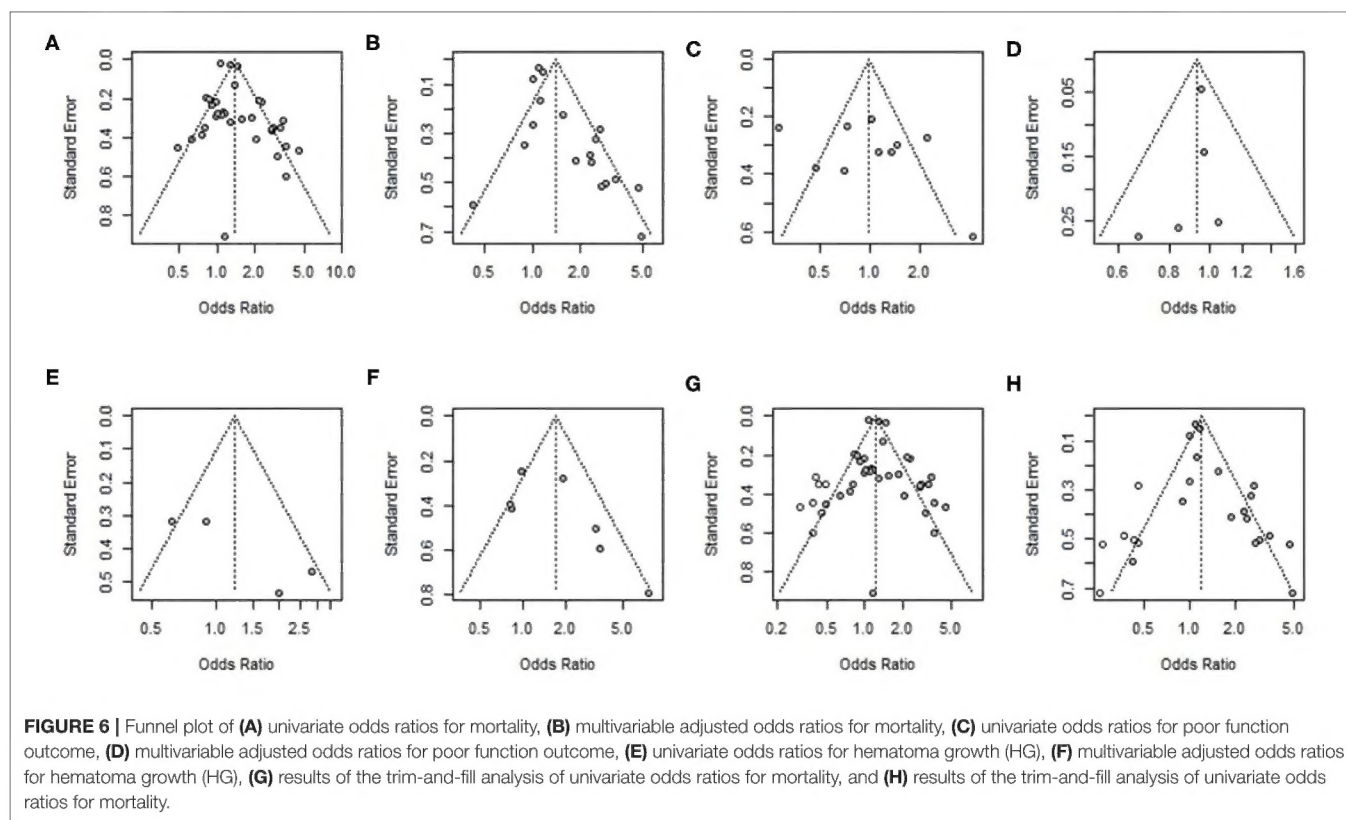 A
Standard Error
0.0
0.2
0.4
0.6
0.8
0.5 1.0 2.0 5.0 10.0
Odds Ratio
B
Standard Error
0.1
0.3
0.5
0.7
0.5 1.0 2.0 5.0
Odds Ratio
C
Standard Error
0.0
0.2
0.4
0.6
0.5 1.0 2.0
Odds Ratio
D
Standard Error
0.05
0.15
0.25
0.6 0.8 1.0 1.2 1.6
Odds Ratio
E
Standard Error
0.0
0.1
0.2
0.3
0.4
0.5
0.5 1.0 1.5 2.5
Odds Ratio
F
Standard Error
0.0
0.2
0.4
0.6
0.8
0.5 1.0 2.0 5.0
Odds Ratio
G
Standard Error
0.0
0.2
0.4
0.6
0.8
0.2 0.5 1.0 2.0 5.0
Odds Ratio
H
Standard Error
0.1
0.3
0.5
0.7
0.5 1.0 2.0 5.0
Odds Ratio
FIGURE 6 | Funnel plot of (A) univariate odds ratios for mortality, (B) multivariable adjusted odds ratios for mortality, (C) univariate odds ratios for poor function
outcome, (D) multivariable adjusted odds ratios for poor function outcome, (E) univariate odds ratios for hematoma growth (HG), (F) multivariable adjusted odds ratios
for hematoma growth (HG), (G) results of the trim-and-fill analysis of univariate odds ratios for mortality, and (H) results of the trim-and-fill analysis of univariate odds
ratios for mortality.